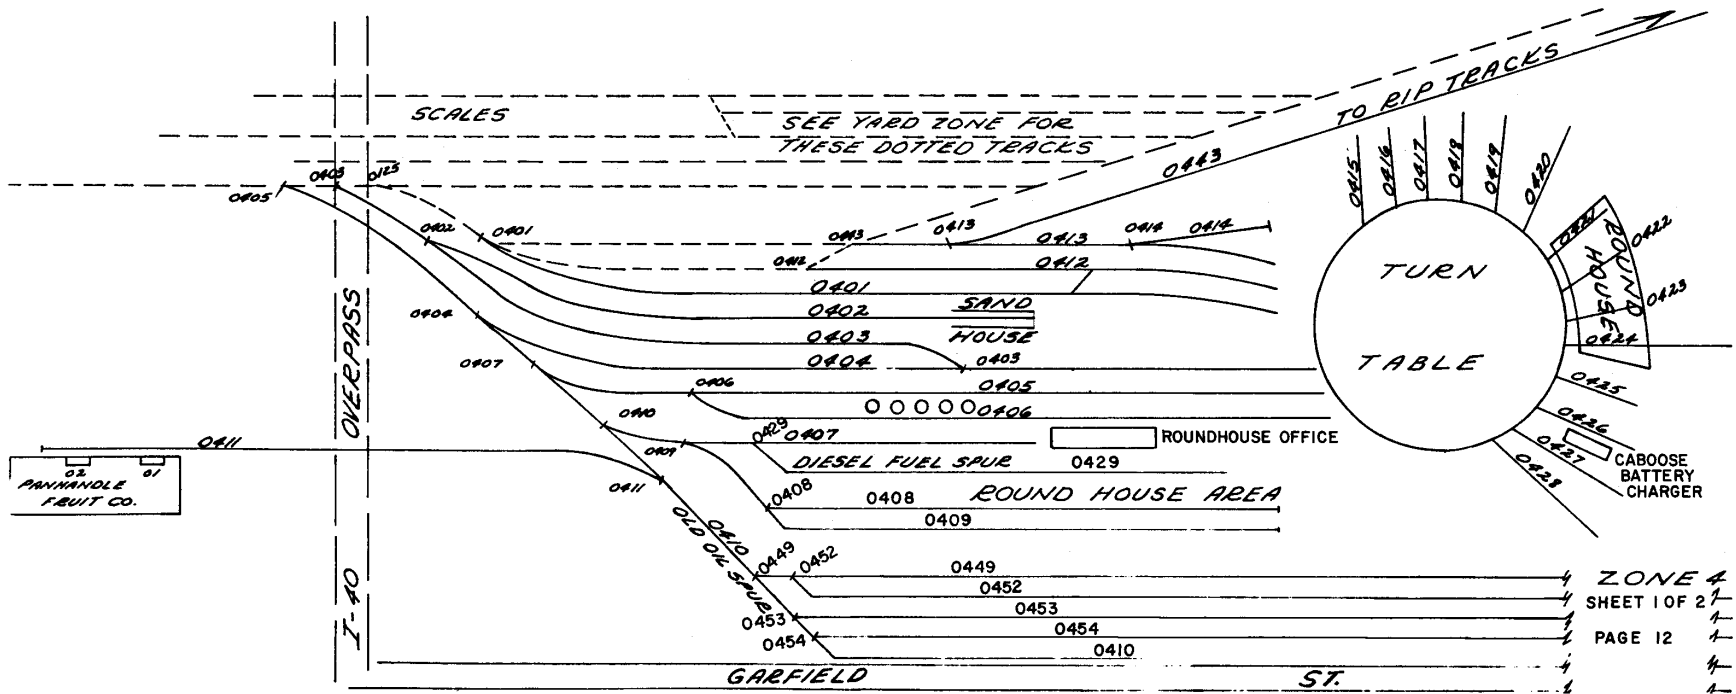 SCALES
SEE YARD ZONE FOR
THESE DOTTED TRACKS
TO RIP TRACKS
0443
0415
0416
0417
0418
0419
0420
0403
0125
0405
0402
0401
0443
0413
0413
0414
0414
0412
0412
0401
0402
SAND
HOUSE
0403
0403
0404
0404
0407
0406
0405
0406
TURN
TABLE
0421
ROUND
HOUSE
0422
0423
0424
0425
0426
0427
0428
I-40 OVERPASS
0411
02
01
PANHANDLE
FRUIT CO.
0410
0409
0429
0407
ROUNDHOUSE OFFICE
DIESEL FUEL SPUR 0429
CABOOSE
BATTERY
CHARGER
0411
0408
0408
ROUND HOUSE AREA
0409
0410
OLD OIL SPUR
0449
0452
0449
0452
0453
0453
0454
0454
0410
ZONE 4
SHEET 1 OF 2
PAGE 12
GARFIELD ST.